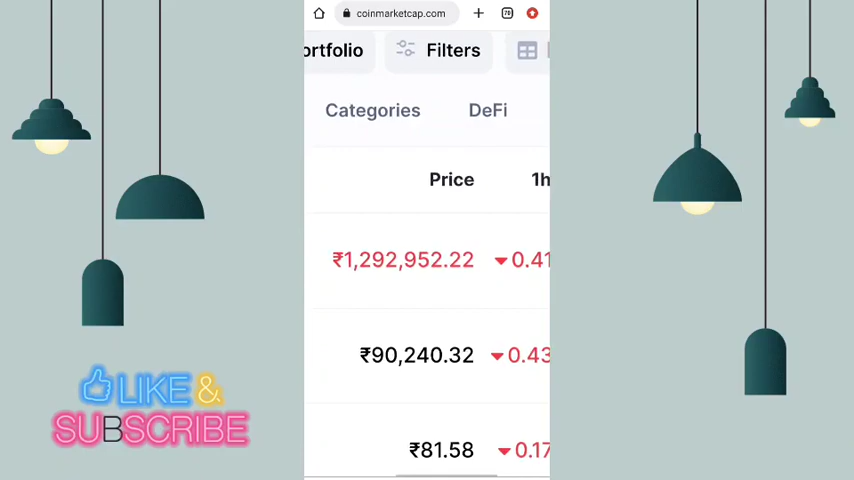 coinmarketcap.com
Filters
Categories DeFi
Price 1h
₹1,292,952.22 0.41
₹90,240.32 0.43
₹81.58 0.17
LIKE &
SUBSCRIBE